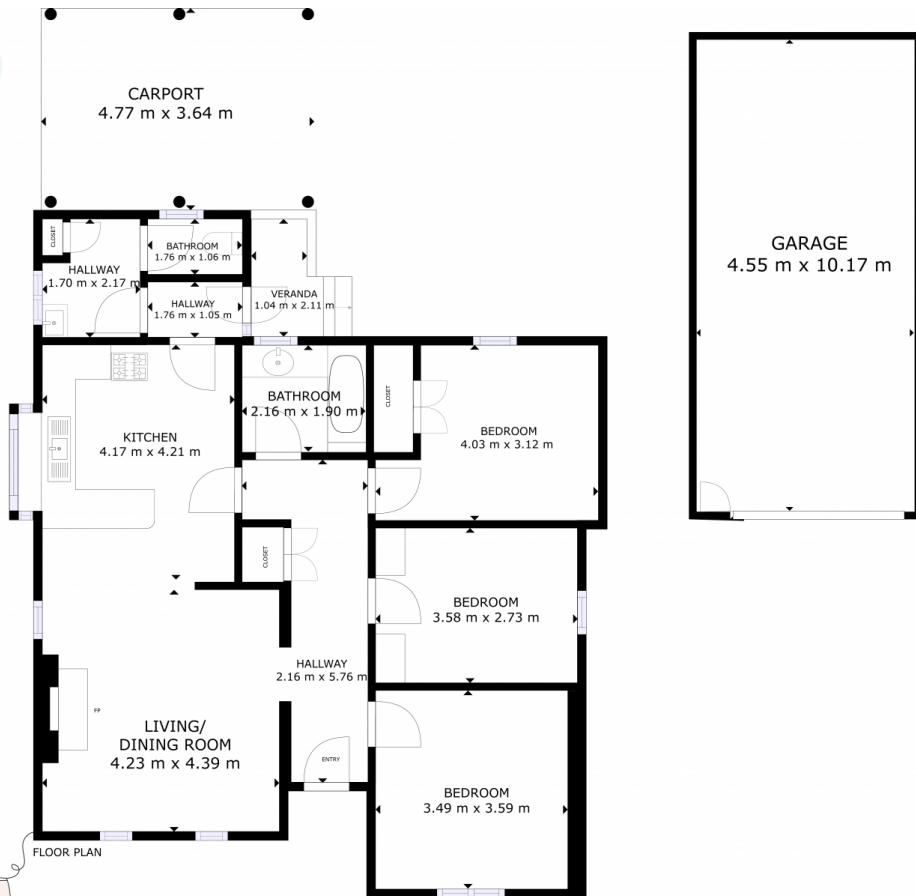 CARPORT
4.77 m x 3.64 m
GARAGE
4.55 m x 10.17 m
CLOSET
BATHROOM
1.76 m x 1.06 m
HALLWAY
1.70 m x 2.17 m
HALLWAY
1.76 m x 1.05 m
VERANDA
1.04 m x 2.11 m
BATHROOM
2.16 m x 1.90 m
CLOSET
KITCHEN
4.17 m x 4.21 m
BEDROOM
4.03 m x 3.12 m
CLOSET
BEDROOM
3.58 m x 2.73 m
HALLWAY
2.16 m x 5.76 m
FP
LIVING/
DINING ROOM
4.23 m x 4.39 m
ENTRY
BEDROOM
3.49 m x 3.59 m
FLOOR PLAN